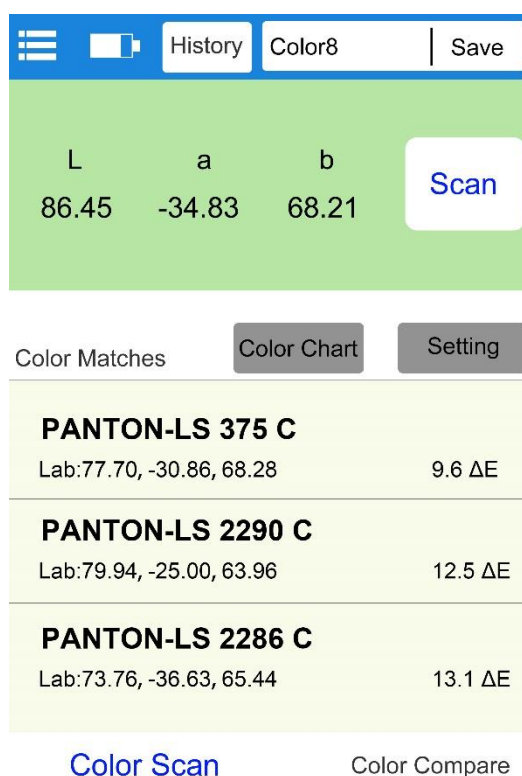 History Color8 Save
L a b
86.45 -34.83 68.21
Scan
Color Matches Color Chart Setting
PANTON-LS 375 C
Lab:77.70, -30.86, 68.28 9.6 ΔE
PANTON-LS 2290 C
Lab:79.94, -25.00, 63.96 12.5 ΔE
PANTON-LS 2286 C
Lab:73.76, -36.63, 65.44 13.1 ΔE
Color Scan Color Compare